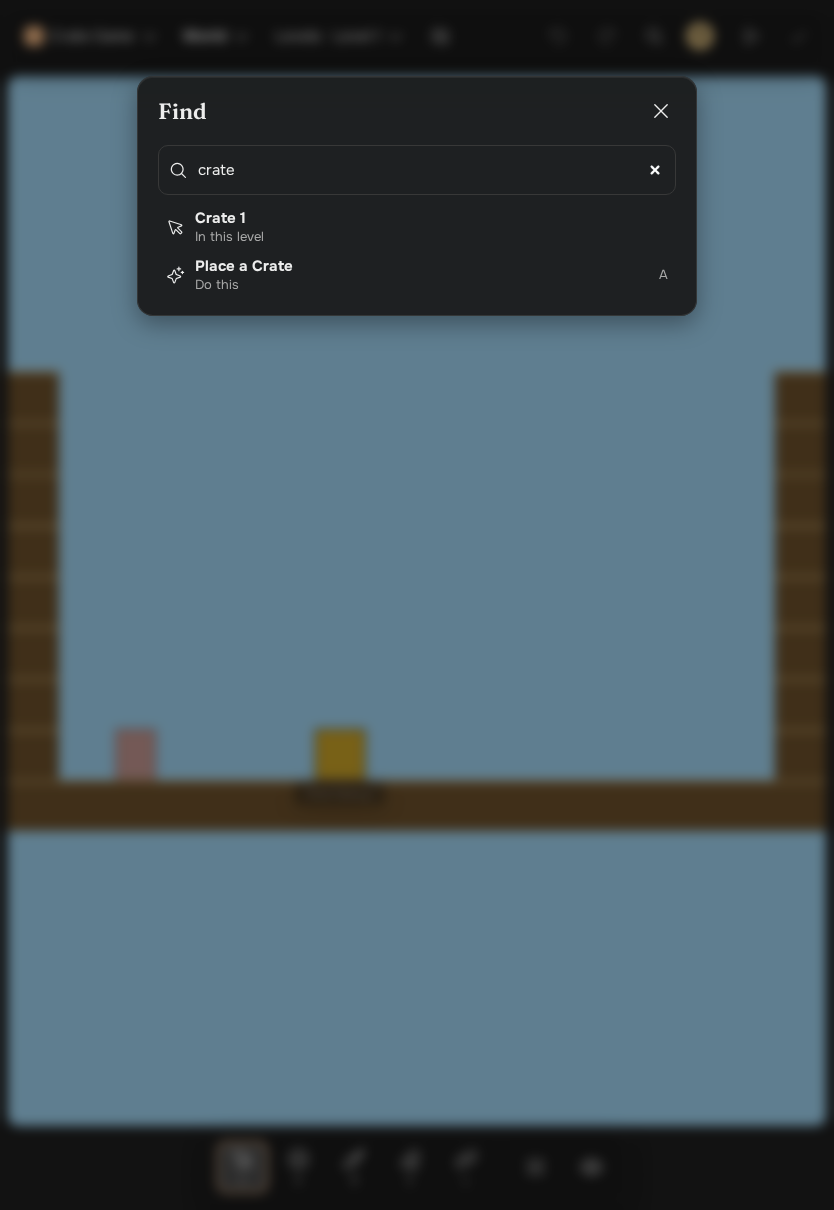 Find
crate
Crate 1
In this level
Place a Crate
Do this
A